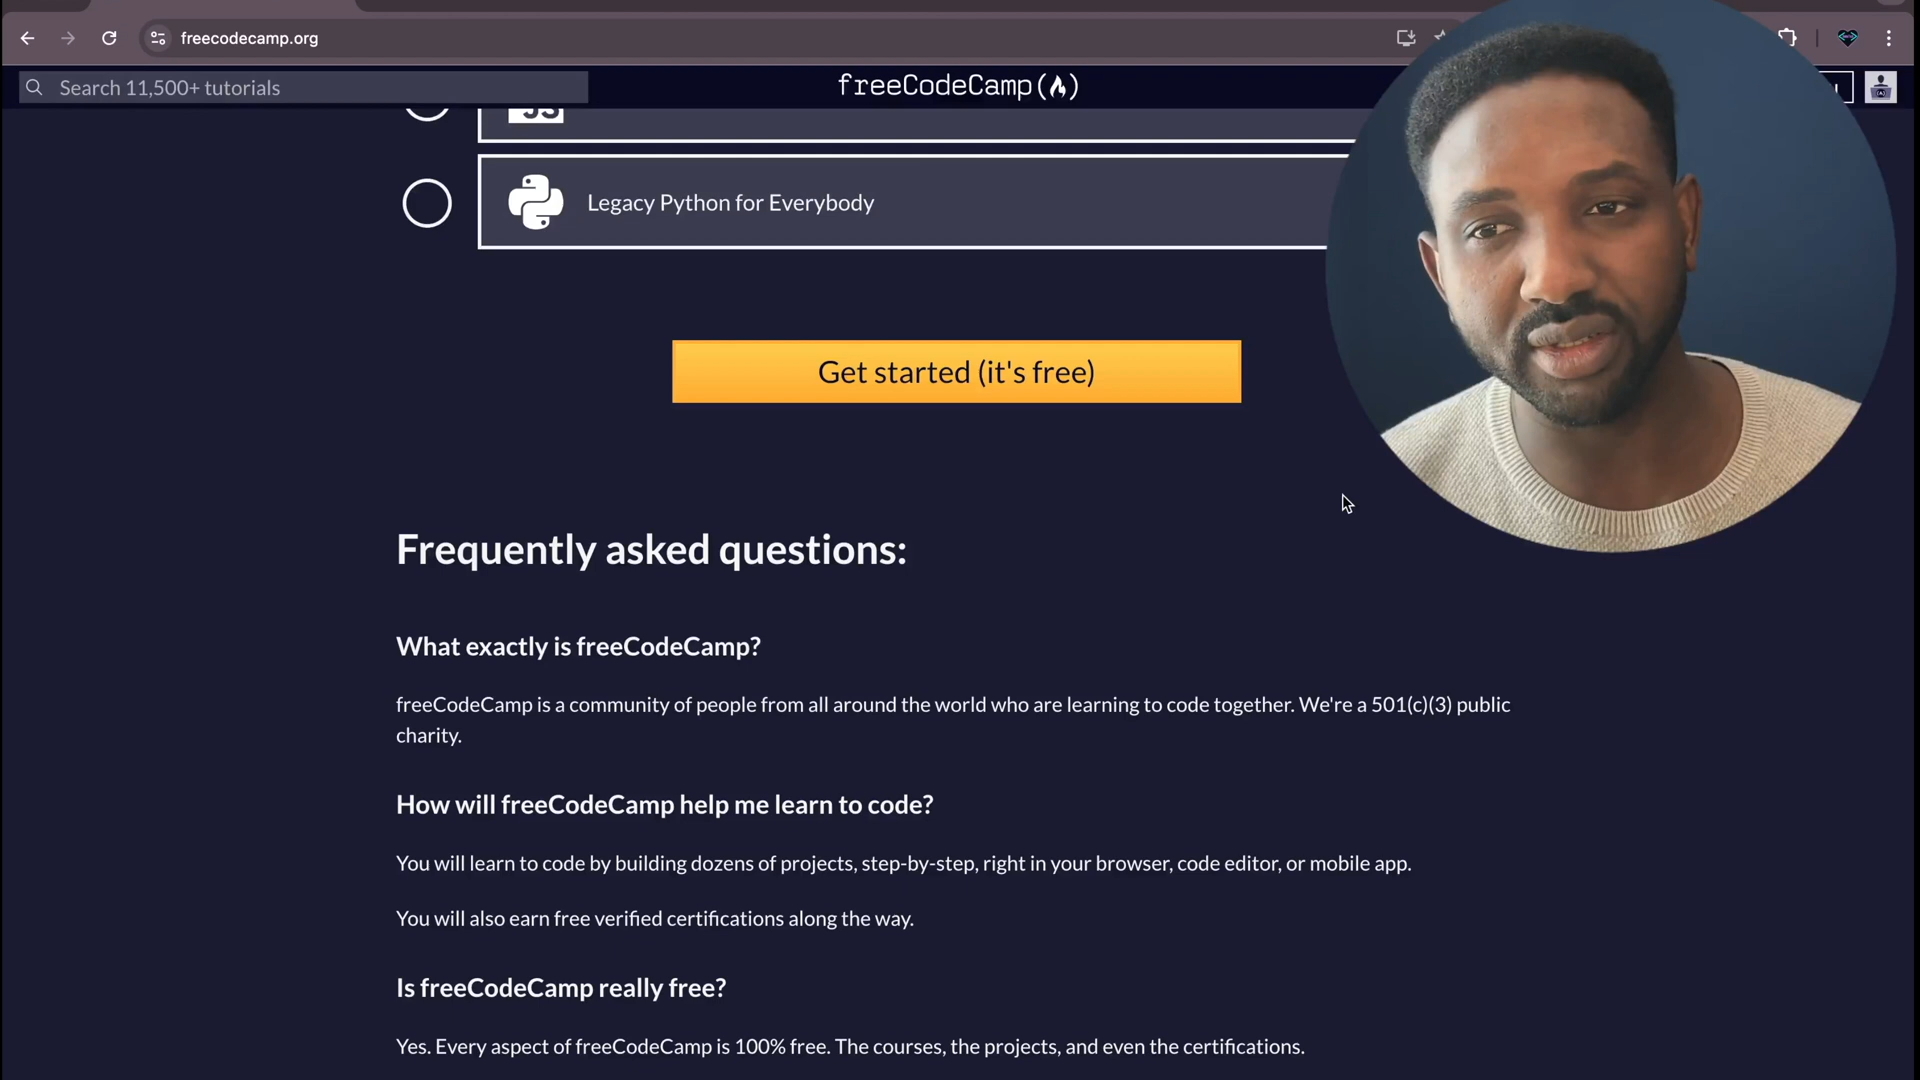 freecodecamp.org
Search 11,500+ tutorials
freeCodeCamp(🔥)
Legacy Python for Everybody
Get started (it's free)
Frequently asked questions:
What exactly is freeCodeCamp?
freeCodeCamp is a community of people from all around the world who are learning to code together. We're a 501(c)(3) public
charity.
How will freeCodeCamp help me learn to code?
You will learn to code by building dozens of projects, step-by-step, right in your browser, code editor, or mobile app.
You will also earn free verified certifications along the way.
Is freeCodeCamp really free?
Yes. Every aspect of freeCodeCamp is 100% free. The courses, the projects, and even the certifications.